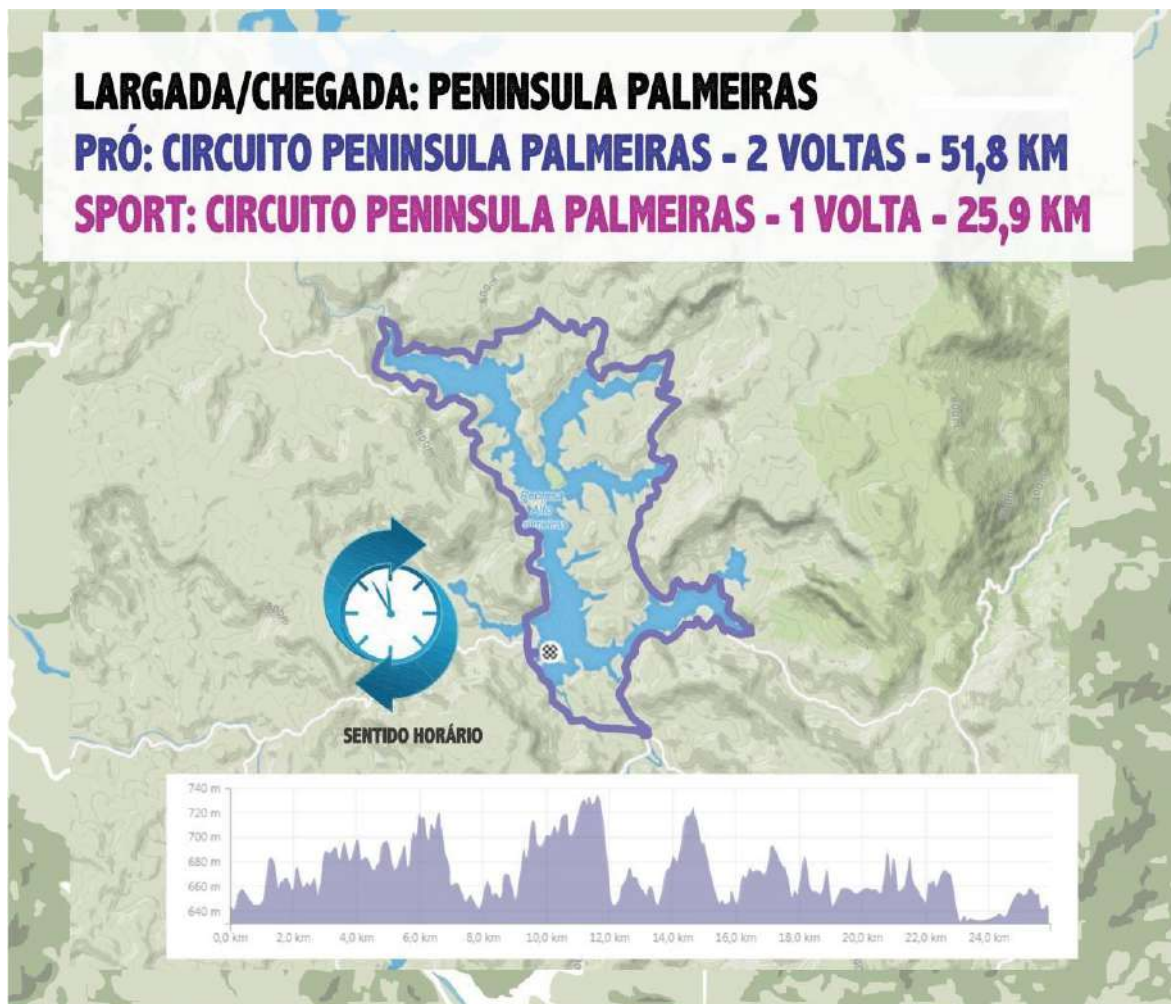 LARGADA/CHEGADA: PENINSULA PALMEIRAS
PRÓ: CIRCUITO PENINSULA PALMEIRAS - 2 VOLTAS - 51,8 KM
SPORT: CIRCUITO PENINSULA PALMEIRAS - 1 VOLTA - 25,9 KM
Represa
Alto
SENTIDO HORÁRIO
740 m
720 m
700 m
680 m
660 m
640 m
0,0 km 2,0 km 4,0 km 6,0 km 8,0 km 10,0 km 12,0 km 14,0 km 16,0 km 18,0 km 20,0 km 22,0 km 24,0 km